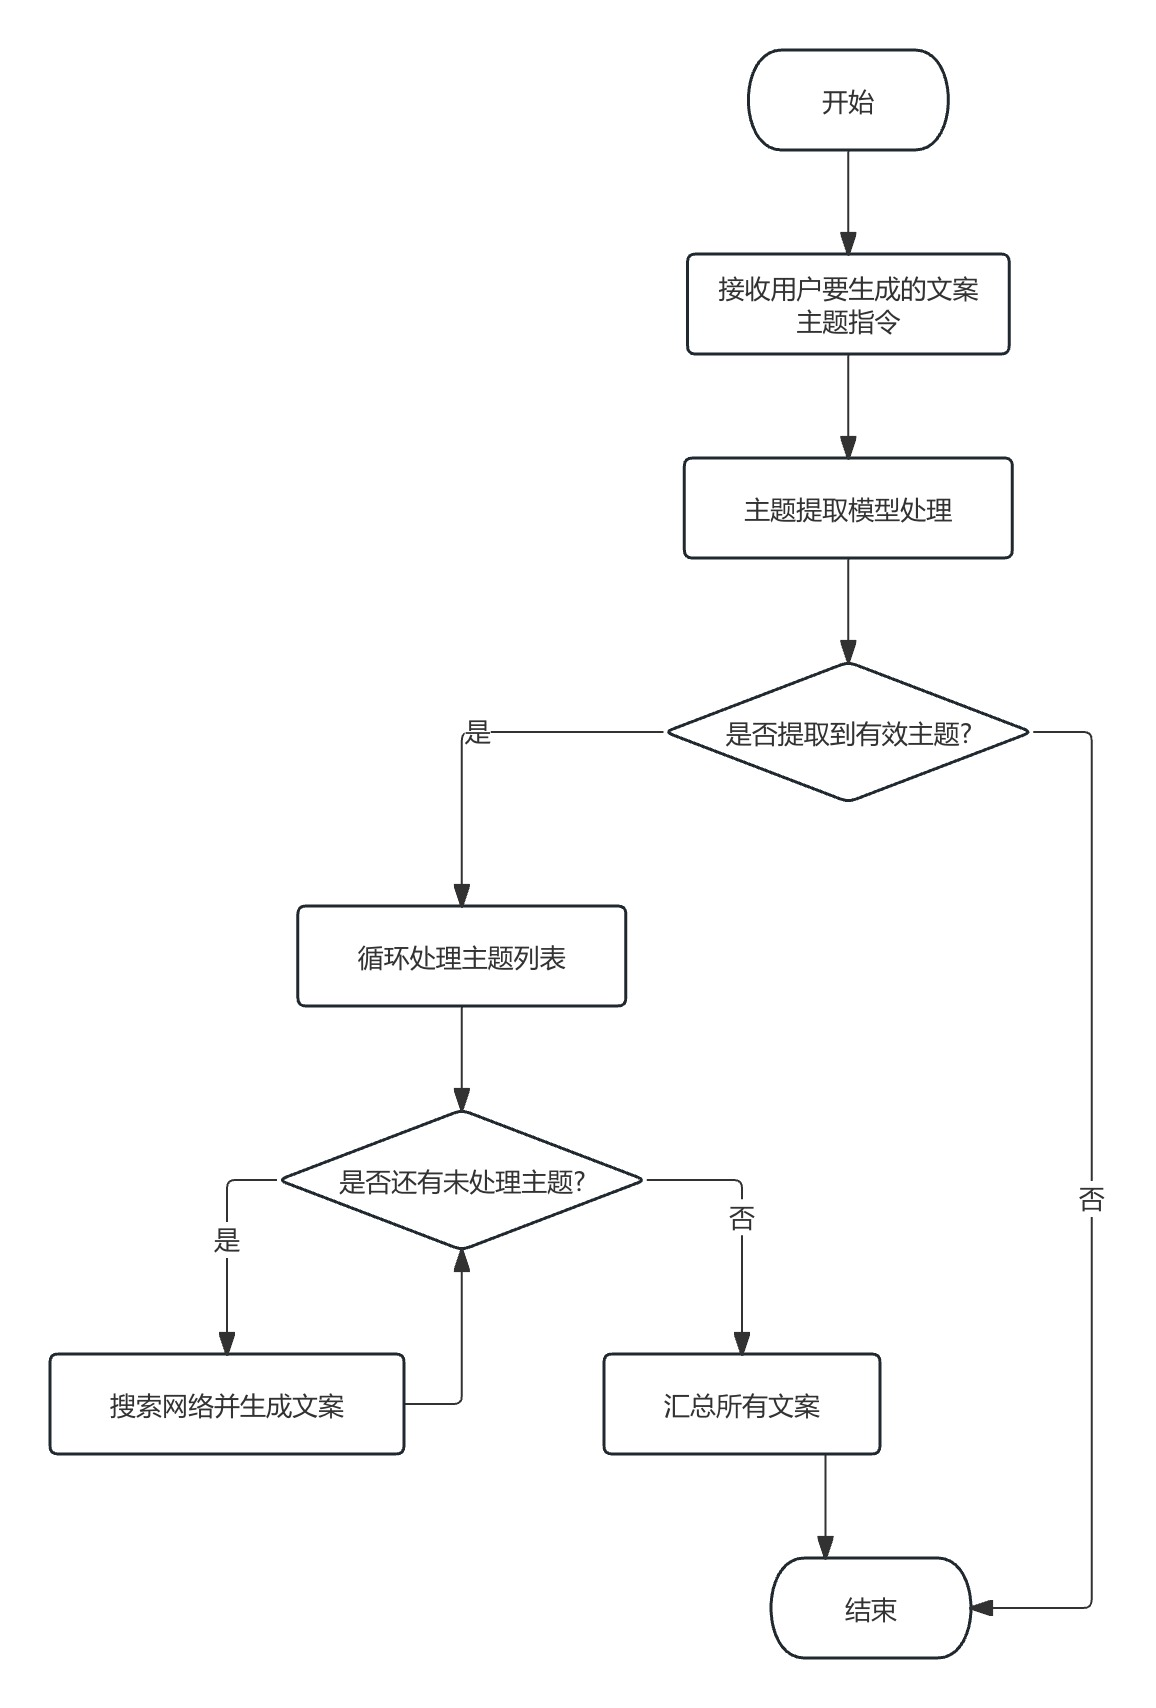 开始
接收用户要生成的文案
主题指令
主题提取模型处理
是否提取到有效主题?
是
循环处理主题列表
是否还有未处理主题?
是
否
否
搜索网络并生成文案
汇总所有文案
结束